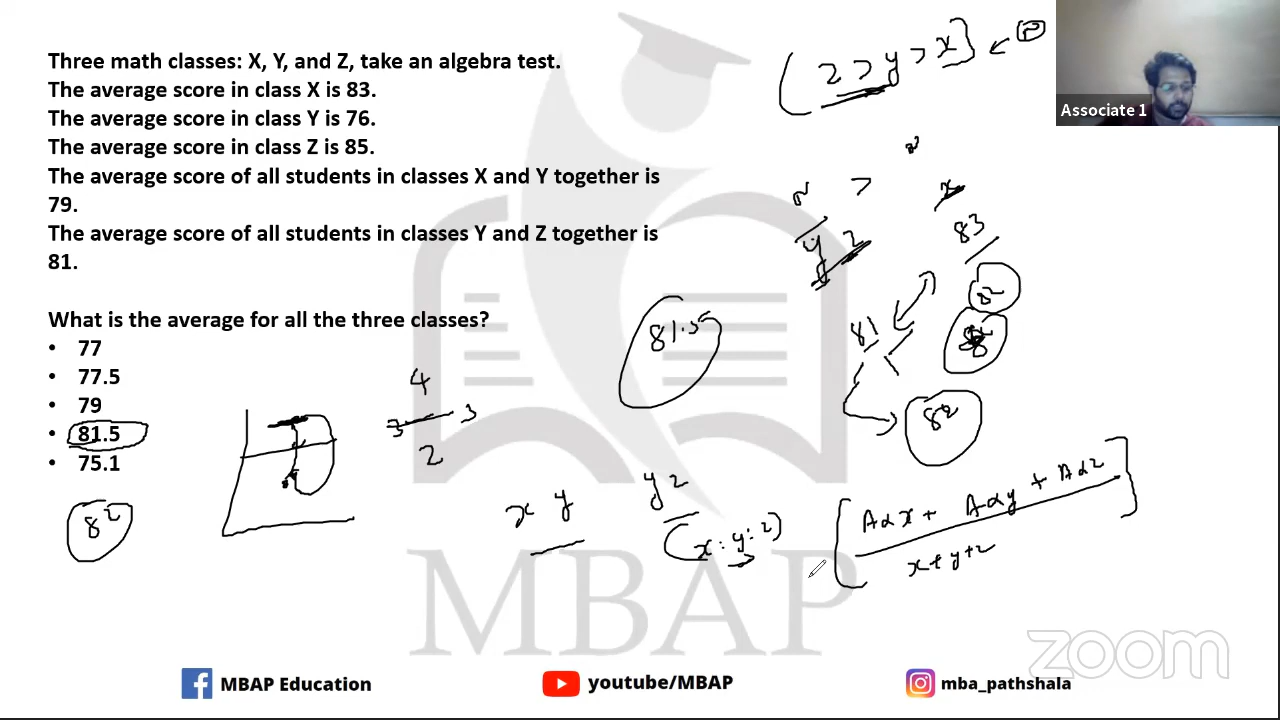 Three math classes: X, Y, and Z, take an algebra test.
The average score in class X is 83.
The average score in class Y is 76.
The average score in class Z is 85.
The average score of all students in classes X and Y together is
79.
The average score of all students in classes Y and Z together is
81.
What is the average for all the three classes?
• 77
• 77.5
• 79
• 81.5
• 75.1
82
4
3 3
2
81.5
x y
y z
(x : y : z)
z > y > x
>
x
y z
83
81
82
x + y + z
Associate 1
MBAP
zoom
MBAP Education
youtube/MBAP
mba_pathshala